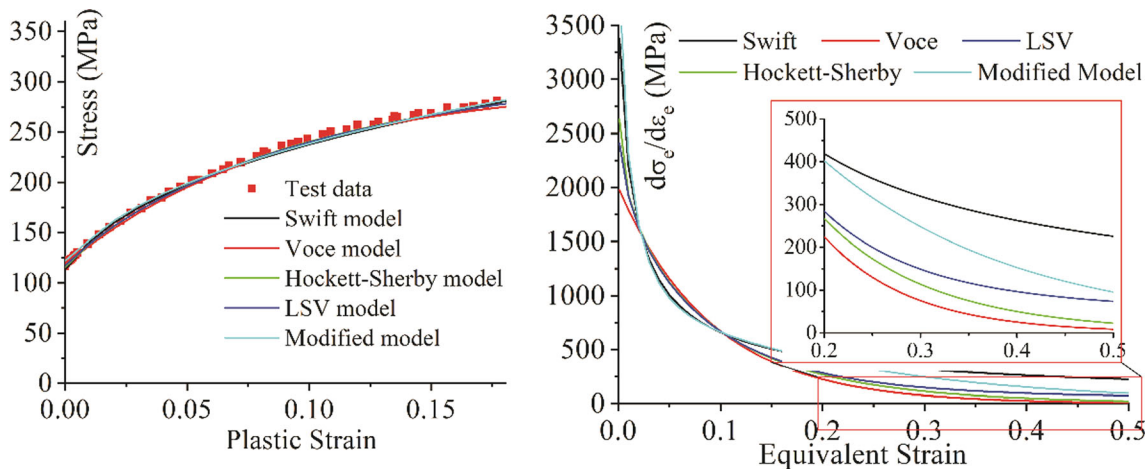 350
300
250
200
150
100
50
0
Stress (MPa)
Test data
Swift model
Voce model
Hockett-Sherby model
LSV model
Modified model
0.00 0.05 0.10 0.15
Plastic Strain
Swift Voce LSV
Hockett-Sherby Modified Model
3500
3000
2500
2000
1500
1000
500
0
dσe/dεe (MPa)
500
400
300
200
100
0
0.2 0.3 0.4 0.5
0.0 0.1 0.2 0.3 0.4 0.5
Equivalent Strain